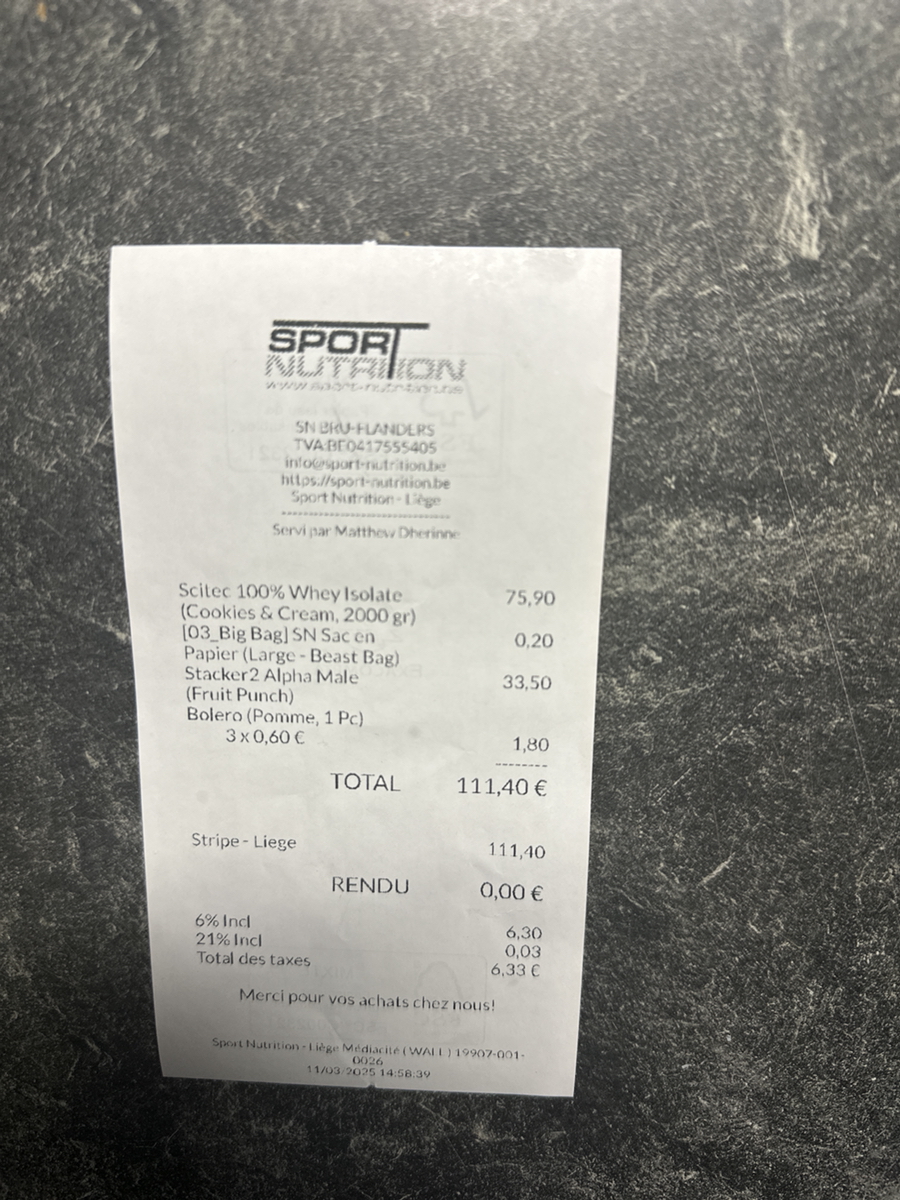 SPORT
NUTRITION
www.sport-nutrition.be
SN BRU-FLANDERS
TVA:BE0417555405
info@sport-nutrition.be
https://sport-nutrition.be
Sport Nutrition - Liège
--------------------------------
Servi par Matthew Dherinne
Scitec 100% Whey Isolate 75,90
(Cookies & Cream, 2000 gr)
[03_Big Bag] SN Sac en 0,20
Papier (Large - Beast Bag)
Stacker2 Alpha Male 33,50
(Fruit Punch)
Bolero (Pomme, 1 Pc)
3 x 0,60 € 1,80
--------
TOTAL 111,40 €
Stripe - Liege 111,40
RENDU 0,00 €
6% Incl 6,30
21% Incl 0,03
Total des taxes 6,33 €
Merci pour vos achats chez nous!
Sport Nutrition - Liège Médiacité (WALL) 19907-001-
0026
11/03/2025 14:58:39